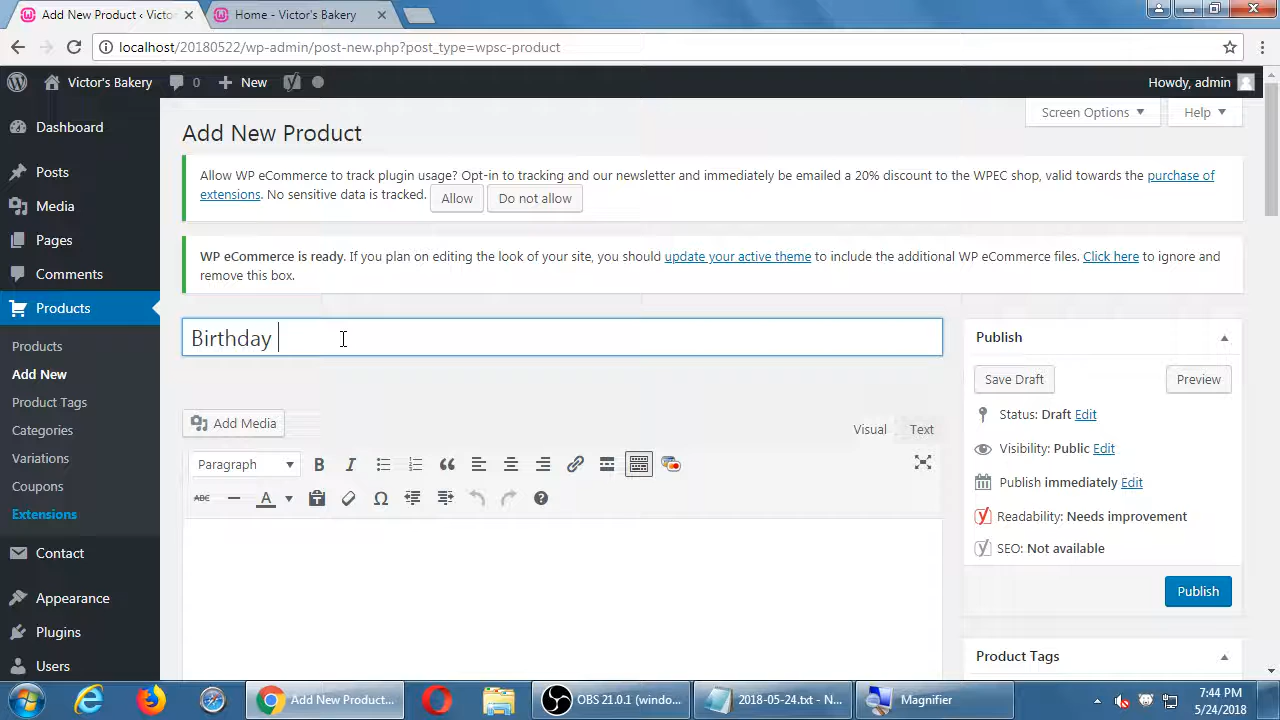 Add New Product ‹ Victor'
Home - Victor's Bakery
localhost/20180522/wp-admin/post-new.php?post_type=wpsc-product
Victor's Bakery 0 New Howdy, admin
Screen Options Help
Dashboard
Posts
Media
Pages
Comments
Products
Products
Add New
Product Tags
Categories
Variations
Coupons
Extensions
Contact
Appearance
Plugins
Users
Add New Product
Allow WP eCommerce to track plugin usage? Opt-in to tracking and our newsletter and immediately be emailed a 20% discount to the WPEC shop, valid towards the purchase of
extensions. No sensitive data is tracked. Allow Do not allow
WP eCommerce is ready. If you plan on editing the look of your site, you should update your active theme to include the additional WP eCommerce files. Click here to ignore and
remove this box.
Birthday
Add Media
Visual Text
Paragraph
B I
ABC A
Publish
Save Draft Preview
Status: Draft Edit
Visibility: Public Edit
Publish immediately Edit
Readability: Needs improvement
SEO: Not available
Publish
Product Tags
Add New Product...
OBS 21.0.1 (windo...
2018-05-24.txt - N...
Magnifier
7:44 PM
5/24/2018